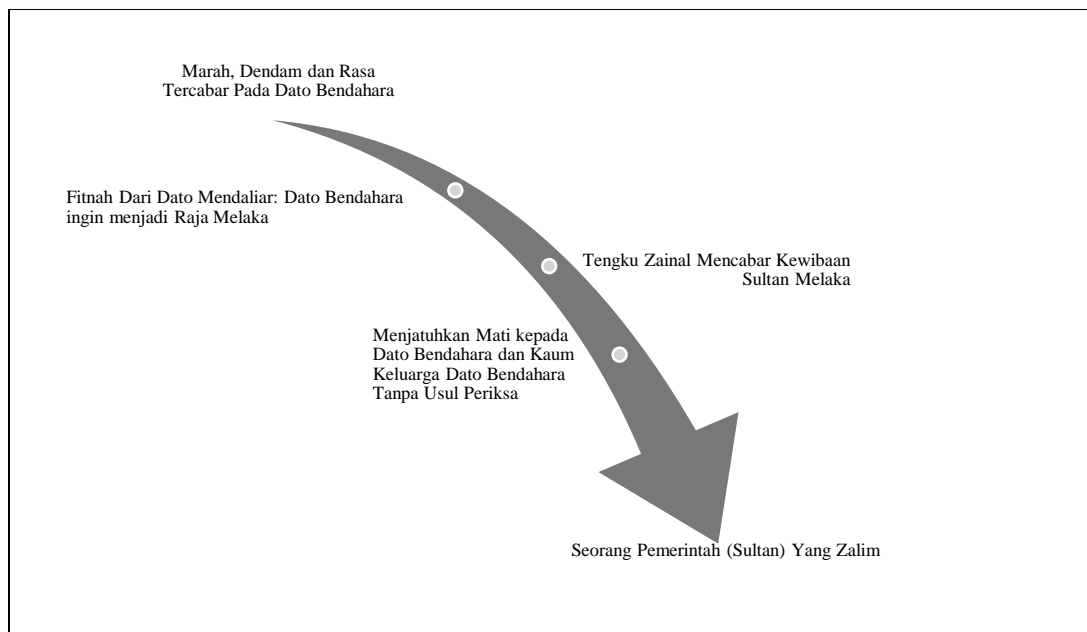 Marah, Dendam dan Rasa
Tercabar Pada Dato Bendahara
Fitnah Dari Dato Mendaliar: Dato Bendahara
ingin menjadi Raja Melaka
Tengku Zainal Mencabar Kewibaan
Sultan Melaka
Menjatuhkan Mati kepada
Dato Bendahara dan Kaum
Keluarga Dato Bendahara
Tanpa Usul Periksa
Seorang Pemerintah (Sultan) Yang Zalim